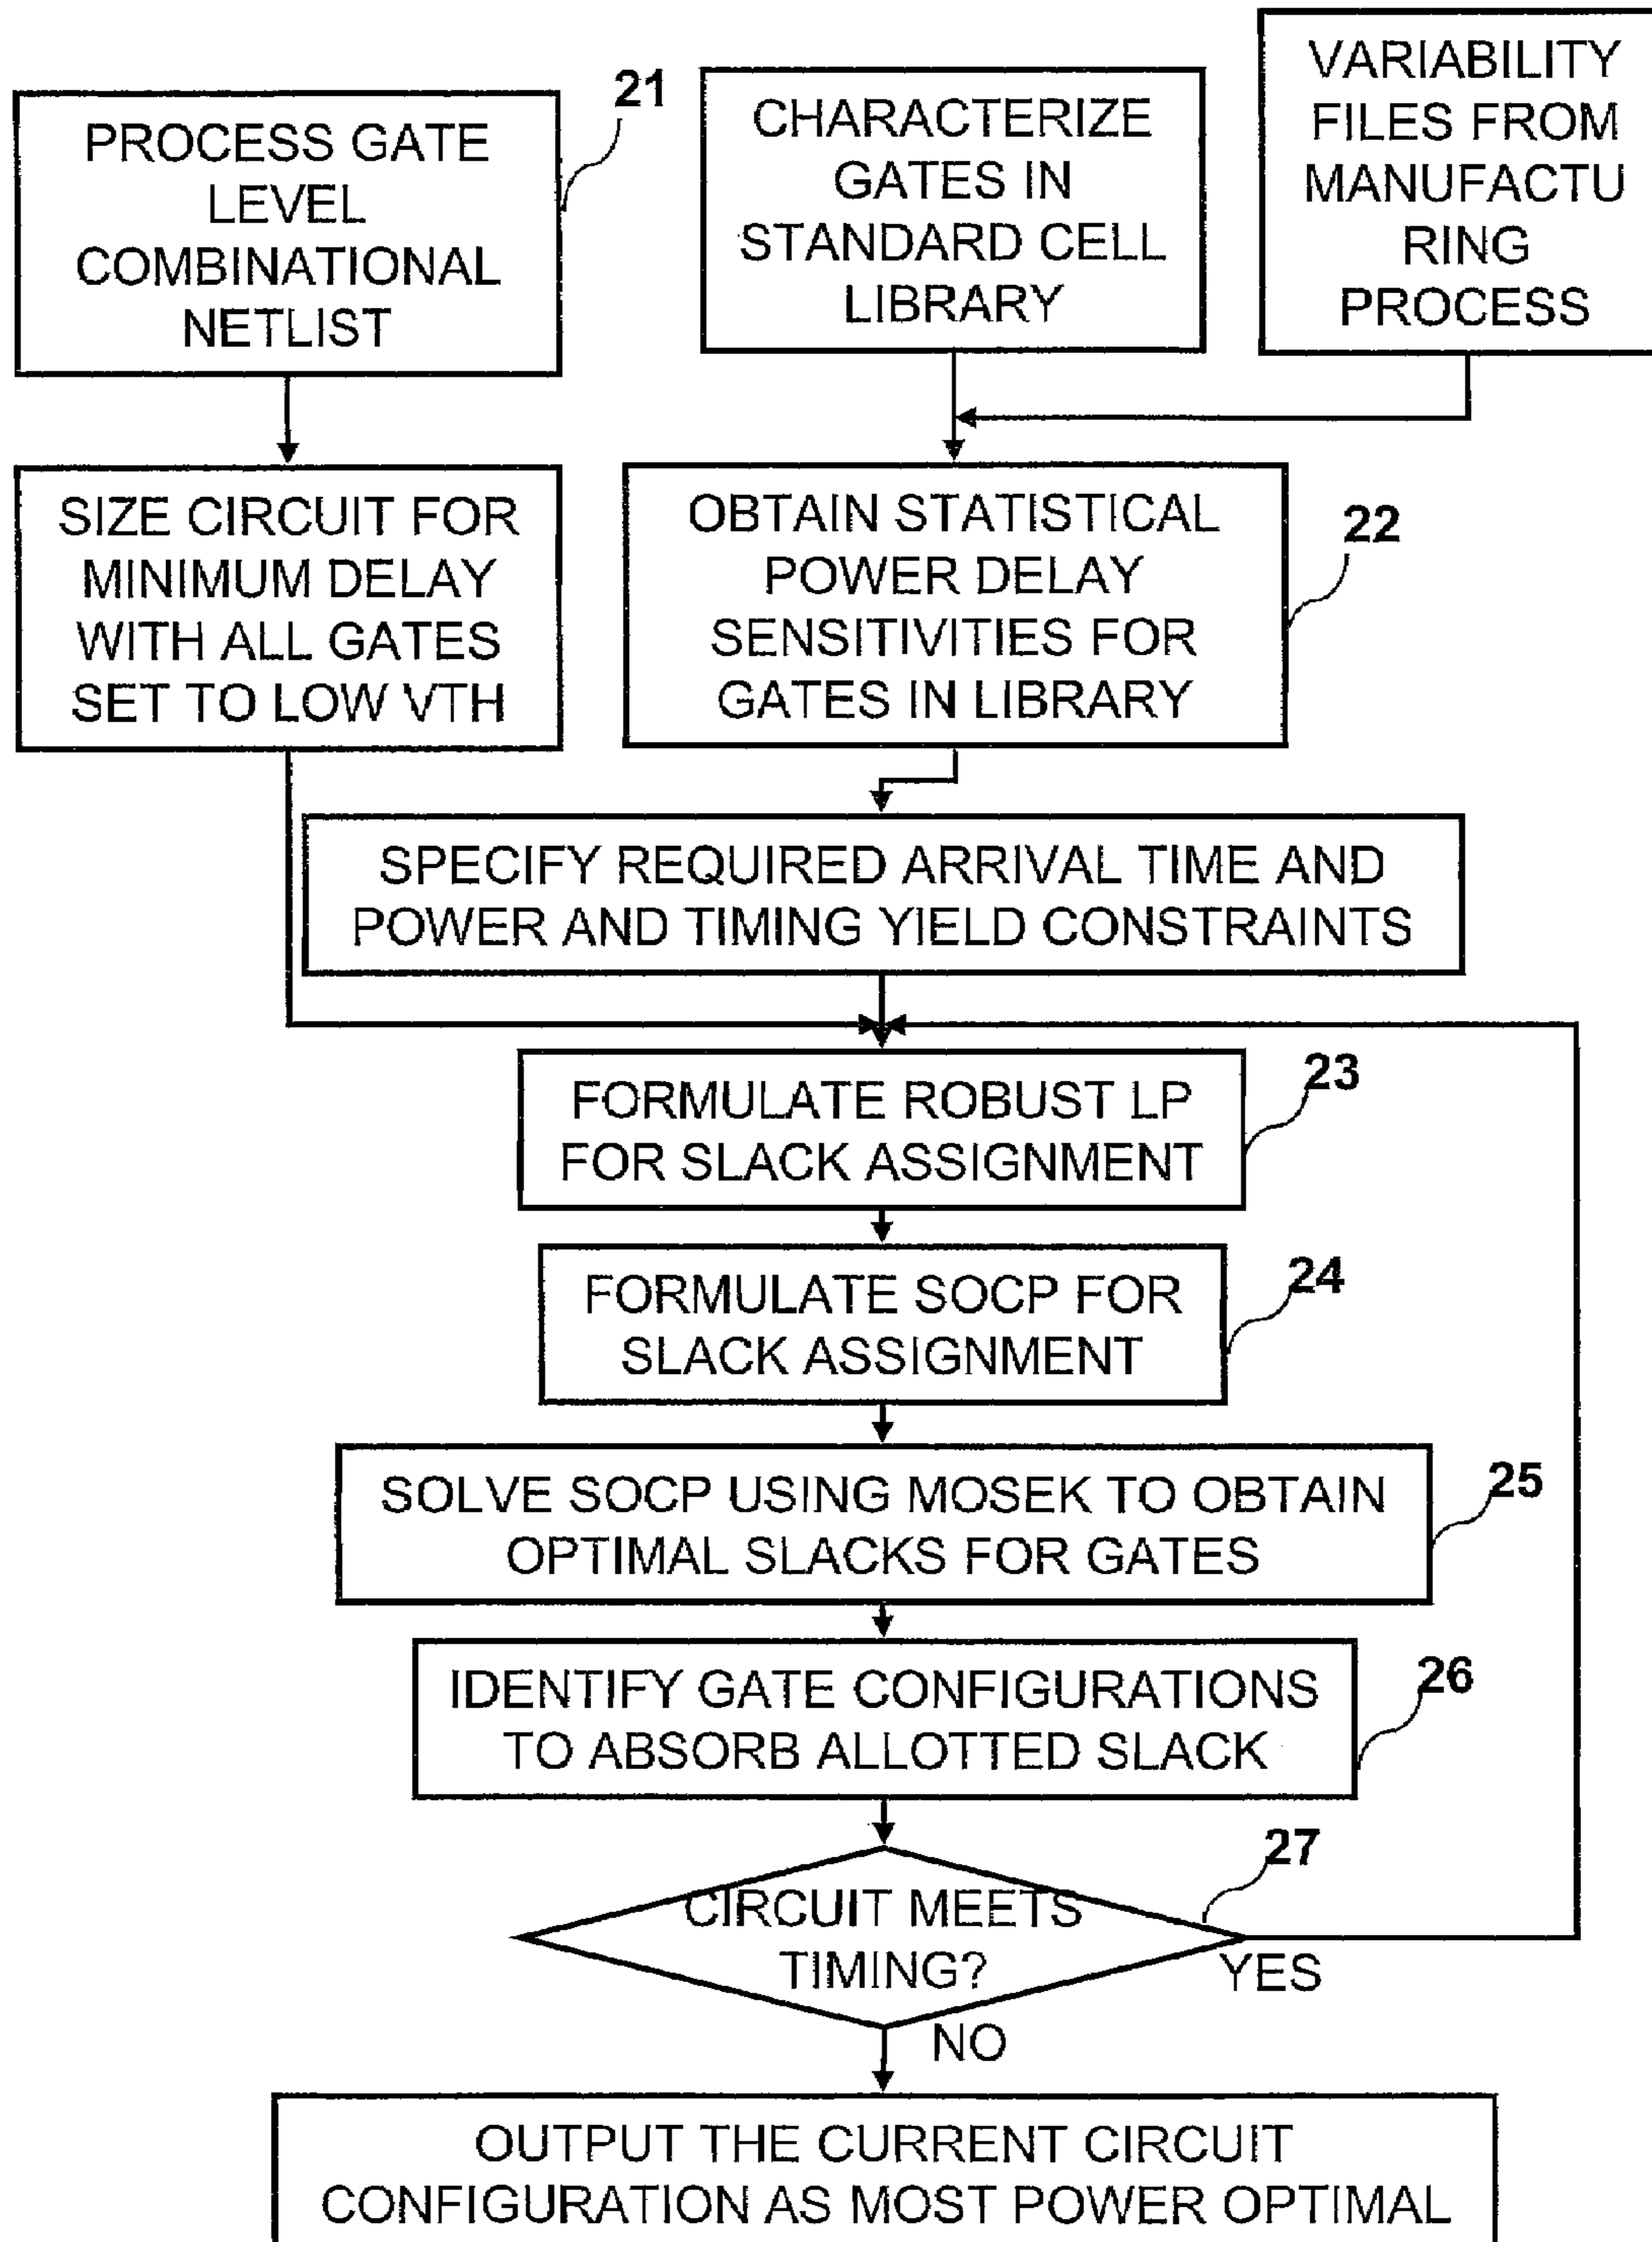 PROCESS GATE
LEVEL
COMBINATIONAL
NETLIST
21
CHARACTERIZE
GATES IN
STANDARD CELL
LIBRARY
VARIABILITY
FILES FROM
MANUFACTU
RING
PROCESS
SIZE CIRCUIT FOR
MINIMUM DELAY
WITH ALL GATES
SET TO LOW VTH
OBTAIN STATISTICAL
POWER DELAY
SENSITIVITIES FOR
GATES IN LIBRARY
22
SPECIFY REQUIRED ARRIVAL TIME AND
POWER AND TIMING YIELD CONSTRAINTS
FORMULATE ROBUST LP
FOR SLACK ASSIGNMENT
23
FORMULATE SOCP FOR
SLACK ASSIGNMENT
24
SOLVE SOCP USING MOSEK TO OBTAIN
OPTIMAL SLACKS FOR GATES
25
IDENTIFY GATE CONFIGURATIONS
TO ABSORB ALLOTTED SLACK
26
CIRCUIT MEETS
TIMING?
27
YES
NO
OUTPUT THE CURRENT CIRCUIT
CONFIGURATION AS MOST POWER OPTIMAL